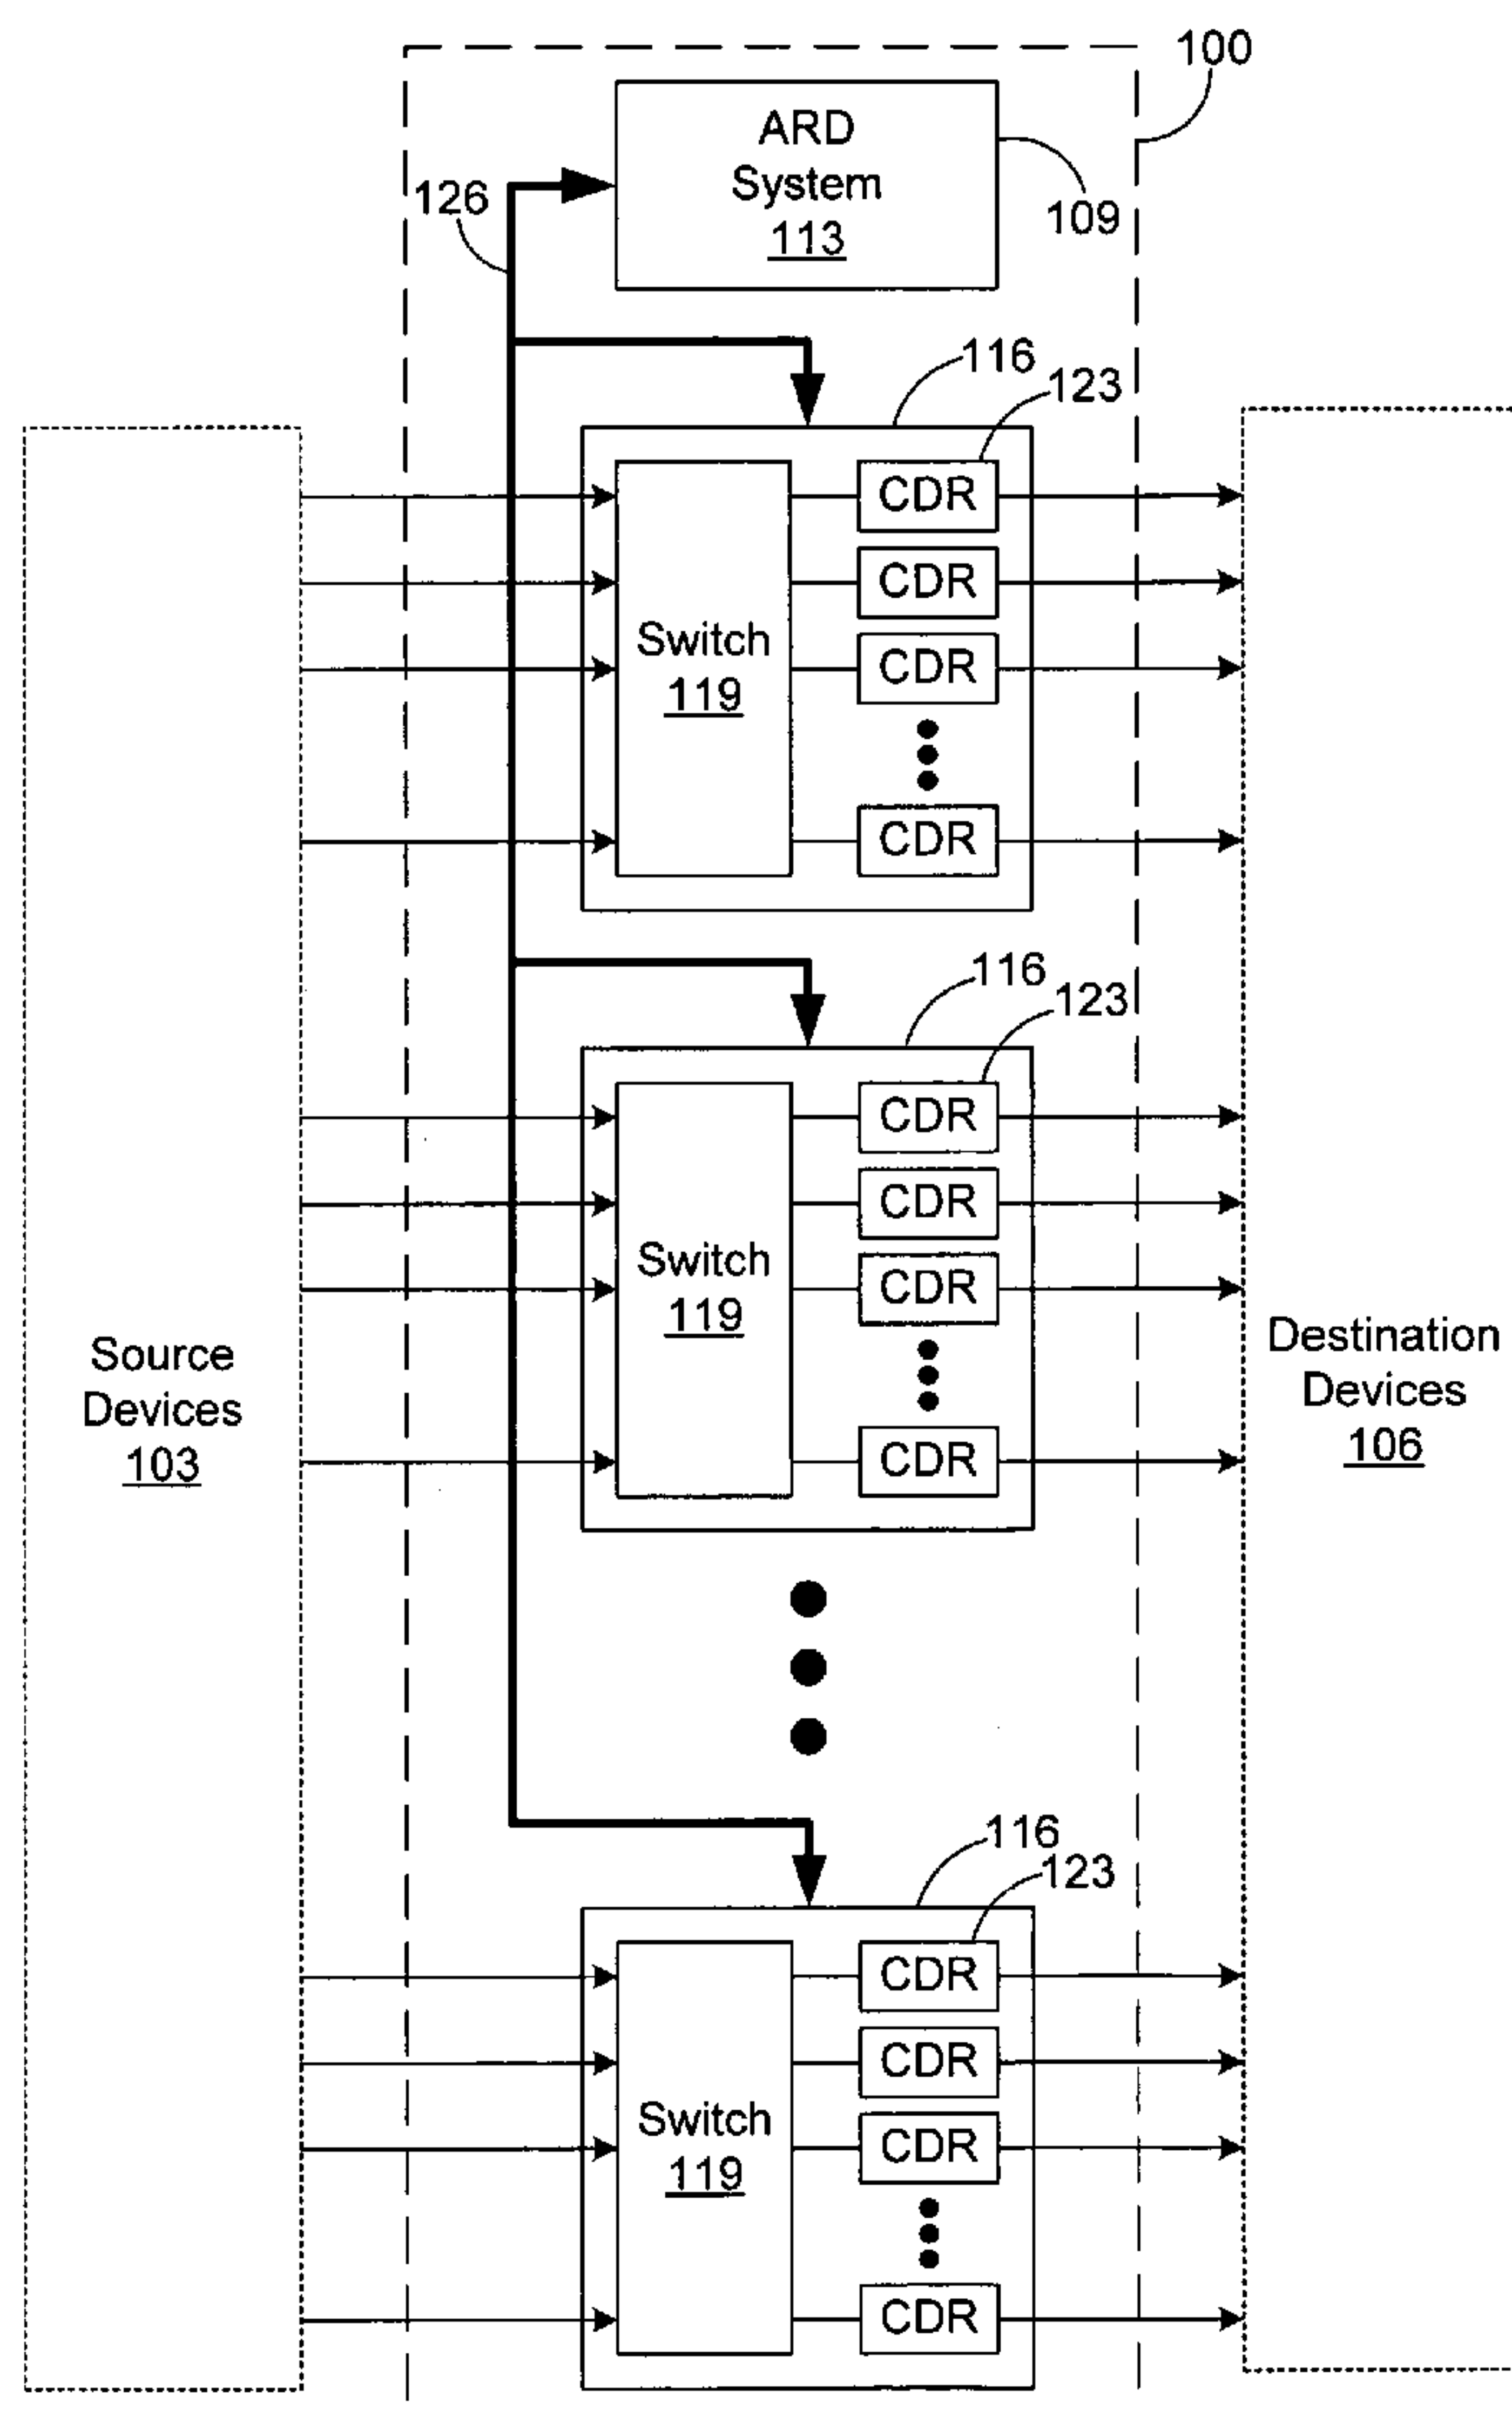 100
ARD
System
113
109
126
116
123
CDR
CDR
Switch
119
CDR
CDR
116
123
CDR
CDR
Switch
119
CDR
CDR
Source
Devices
103
Destination
Devices
106
116
123
CDR
CDR
Switch
119
CDR
CDR